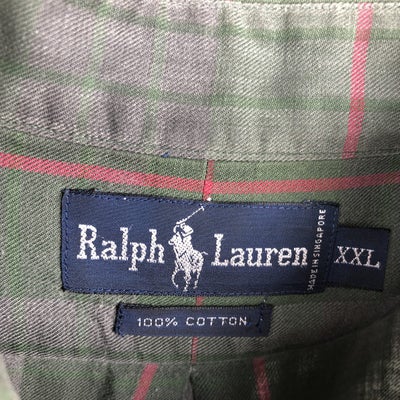 Ralph Lauren
MADE IN SINGAPORE
XXL
100% COTTON